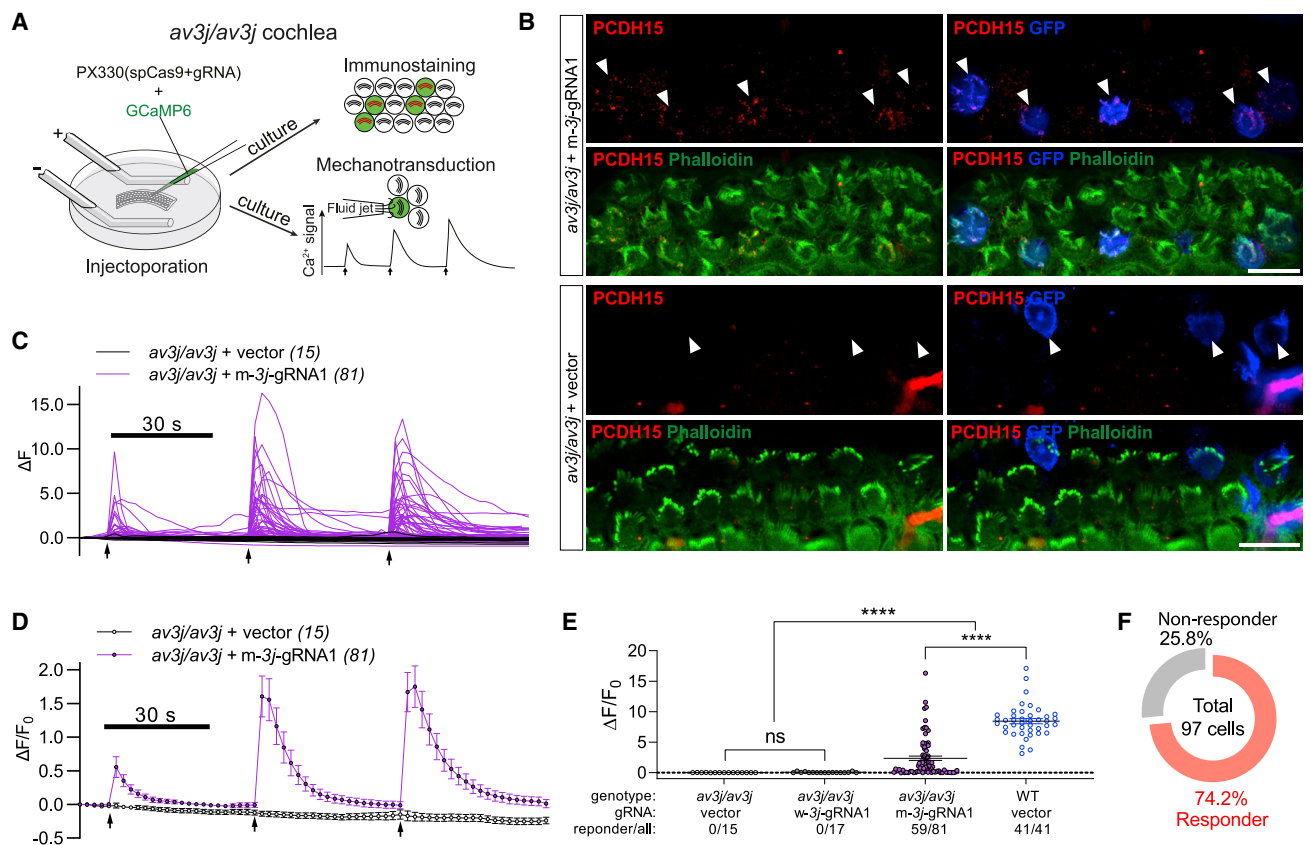 A
av3j/av3j cochlea
PX330(spCas9+gRNA)
+
GCaMP6
+
-
Injectoporation
culture
culture
Immunostaining
Mechanotransduction
Fluid jet
Ca2+ signal
B
av3j/av3j + m-3j-gRNA1
PCDH15
PCDH15 GFP
PCDH15 Phalloidin
PCDH15 GFP Phalloidin
av3j/av3j + vector
PCDH15
PCDH15 GFP
PCDH15 Phalloidin
PCDH15 GFP Phalloidin
C
av3j/av3j + vector (15)
av3j/av3j + m-3j-gRNA1 (81)
30 s
ΔF
15.0
10.0
5.0
0.0
D
av3j/av3j + vector (15)
av3j/av3j + m-3j-gRNA1 (81)
30 s
ΔF/F0
2.0
1.5
1.0
0.5
0.0
-0.5
E
****
****
ns
ΔF/F0
20
15
10
5
0
genotype: av3j/av3j av3j/av3j av3j/av3j WT
gRNA: vector w-3j-gRNA1 m-3j-gRNA1 vector
reponder/all: 0/15 0/17 59/81 41/41
F
Non-responder
25.8%
Total
97 cells
74.2%
Responder